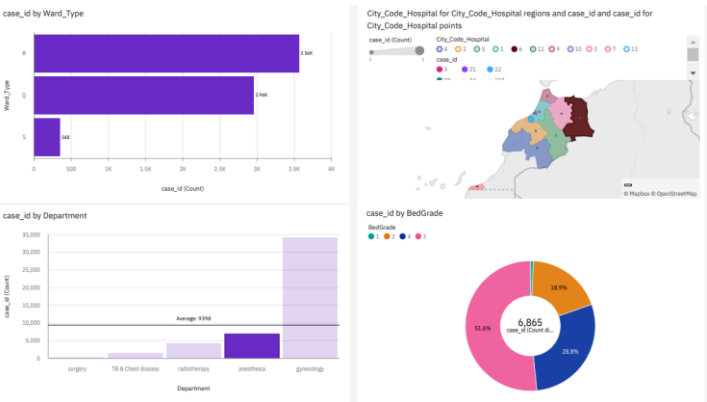 case_id by Ward_Type
Ward_Type
R
3.56K
Q
2.96K
S
348
0 500 1K 1.5K 2K 2.5K 3K 3.5K 4K
case_id (Count)
City_Code_Hospital for City_Code_Hospital regions and case_id and case_id for
City_Code_Hospital points
case_id (Count)
1 1
City_Code_Hospital
4 2 5 1 6 11 9 10 3 7 13
case_id
3 21 22
© Mapbox © OpenStreetMap
case_id by Department
case_id (Count)
35,000
30,000
25,000
20,000
15,000
10,000
5,000
0
Average: 9398
surgery TB & Chest disease radiotherapy anesthesia gynecology
Department
case_id by BedGrade
BedGrade
1 2 4 3
18.9%
51.6%
28.8%
6,865
case_id (Count di...